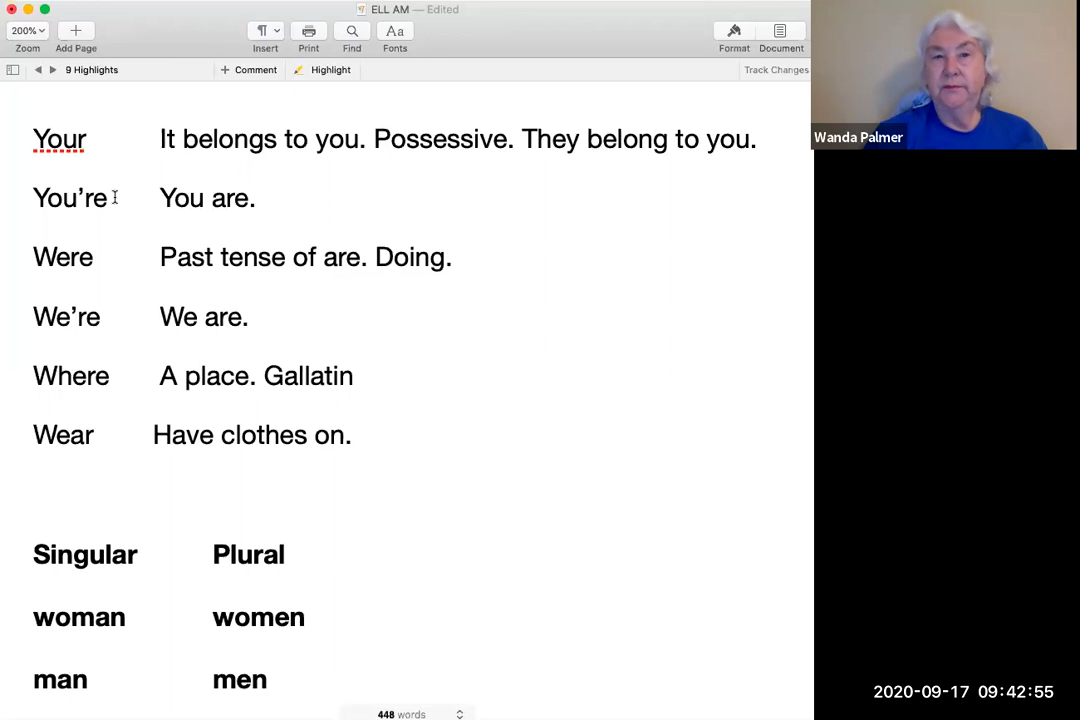 ELL AM — Edited
200%
Zoom
Add Page
Insert
Print
Find
Aa
Fonts
Format
Document
9 Highlights
+ Comment
Highlight
Track Changes
Wanda Palmer
Your It belongs to you. Possessive. They belong to you.
You're You are.
Were Past tense of are. Doing.
We're We are.
Where A place. Gallatin
Wear Have clothes on.
Singular Plural
woman women
man men
448 words
2020-09-17 09:42:55